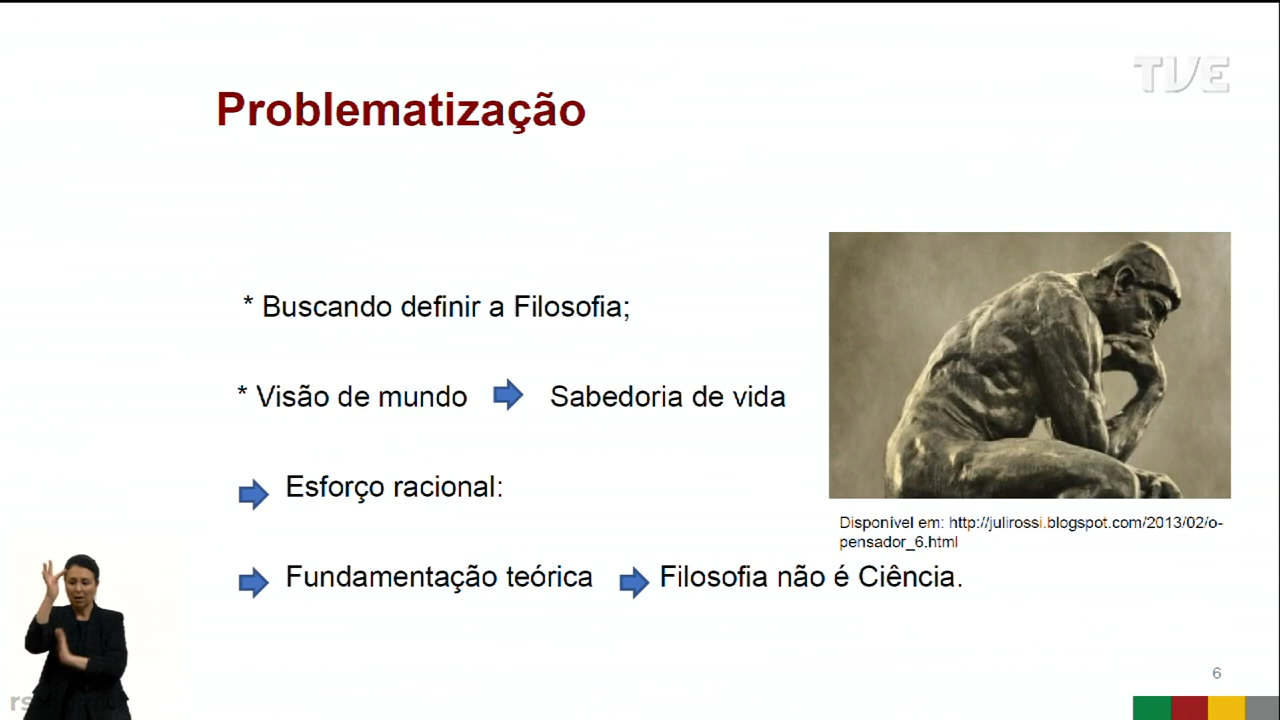 TVE
Problematização
* Buscando definir a Filosofia;
* Visão de mundo Sabedoria de vida
Esforço racional:
Disponível em: http://julirossi.blogspot.com/2013/02/o-
pensador_6.html
Fundamentação teórica Filosofia não é Ciência.
6